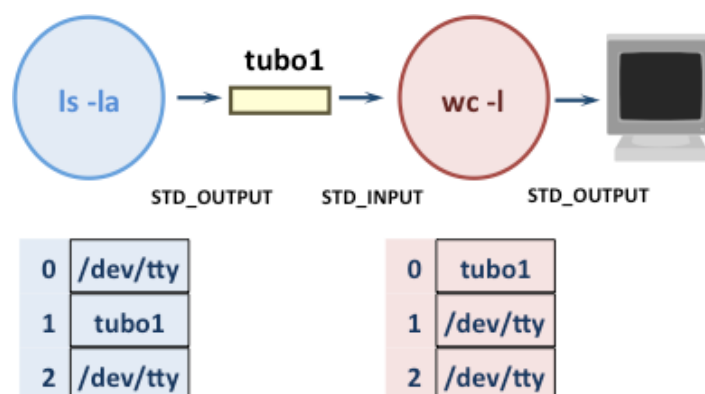 tubo1
ls -la
wc -l
STD_OUTPUT STD_INPUT STD_OUTPUT
0 /dev/tty 0 tubo1
1 tubo1 1 /dev/tty
2 /dev/tty 2 /dev/tty